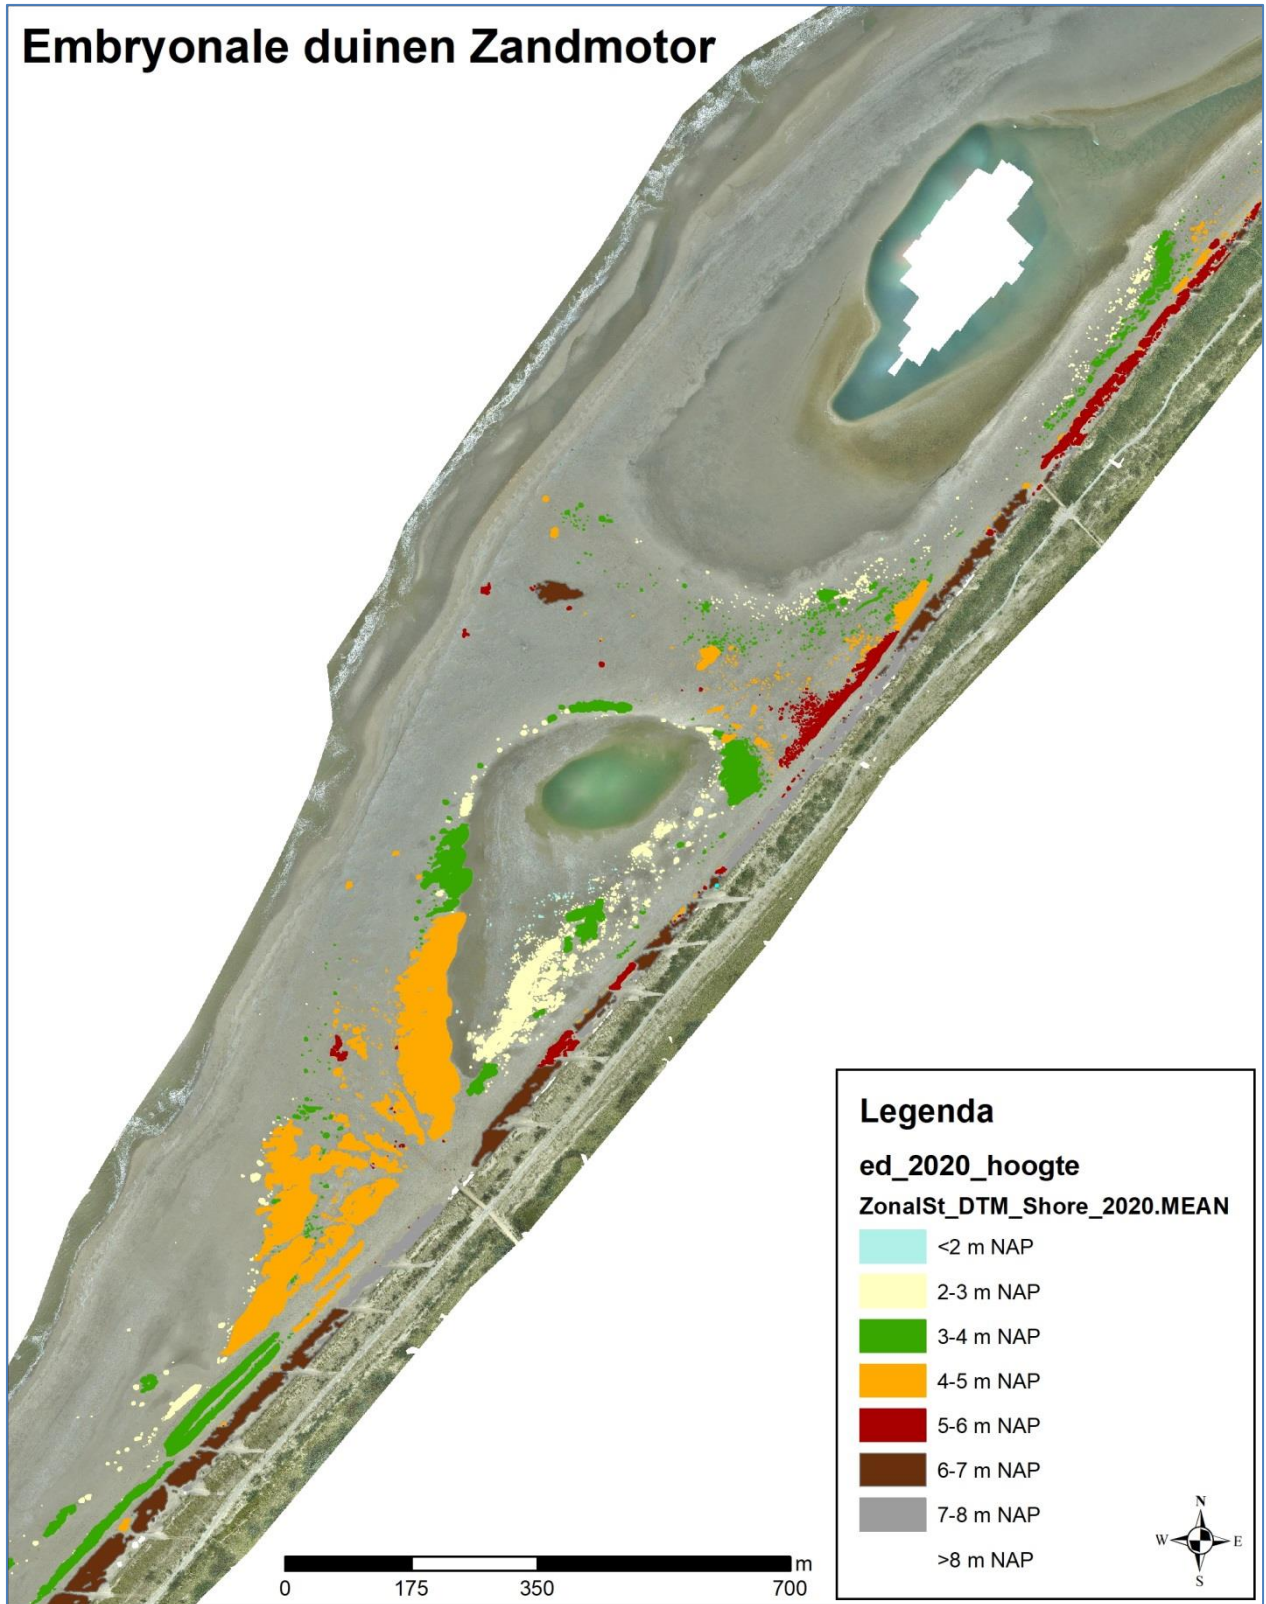 Embryonale duinen Zandmotor
Legenda
ed_2020_hoogte
ZonalSt_DTM_Shore_2020.MEAN
<2 m NAP
2-3 m NAP
3-4 m NAP
4-5 m NAP
5-6 m NAP
6-7 m NAP
7-8 m NAP
>8 m NAP
N
W E
S
m
0 175 350 700